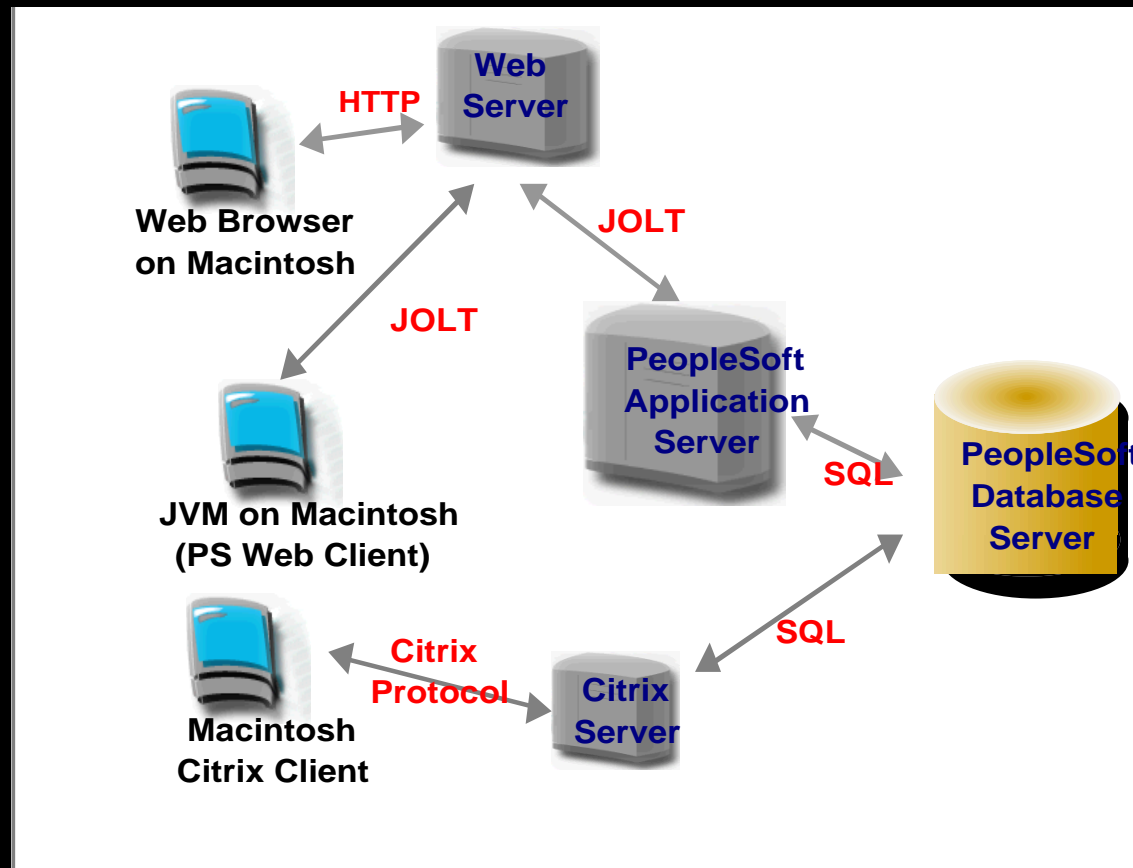 Web
Server
HTTP
Web Browser
on Macintosh
JOLT
JOLT
PeopleSoft
Application
Server
JVM on Macintosh
(PS Web Client)
SQL
PeopleSoft
Database
Server
SQL
Citrix
Protocol
Citrix
Server
Macintosh
Citrix Client